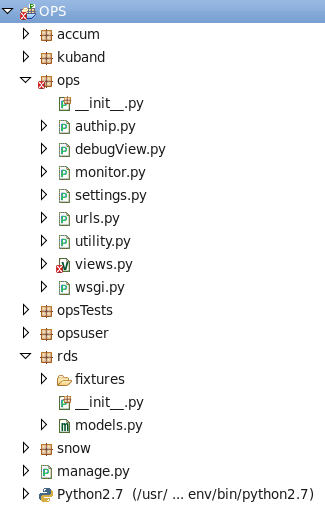 OPS
accum
kuband
ops
__init__.py
authip.py
debugView.py
monitor.py
settings.py
urls.py
utility.py
views.py
wsgi.py
opsTests
opsuser
rds
fixtures
__init__.py
models.py
snow
manage.py
Python2.7 (/usr/ ... env/bin/python2.7)